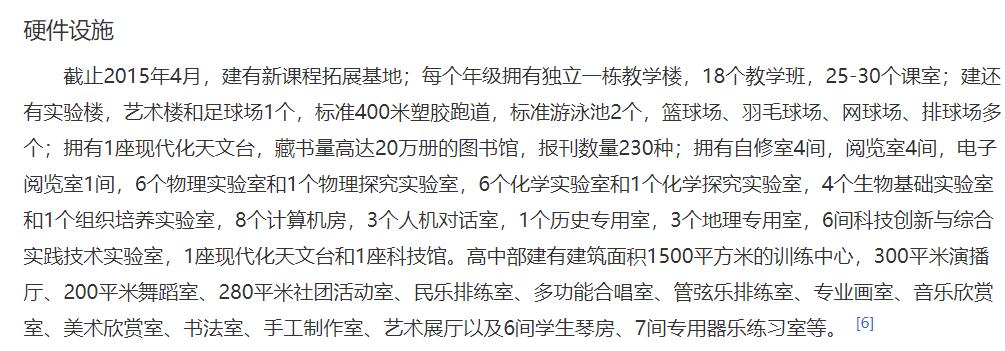 硬件设施
截止2015年4月，建有新课程拓展基地；每个年级拥有独立一栋教学楼，18个教学班，25-30个课室；建还
有实验楼，艺术楼和足球场1个，标准400米塑胶跑道，标准游泳池2个，篮球场、羽毛球场、网球场、排球场多
个；拥有1座现代化天文台，藏书量高达20万册的图书馆，报刊数量230种；拥有自修室4间，阅览室4间，电子
阅览室1间，6个物理实验室和1个物理探究实验室，6个化学实验室和1个化学探究实验室，4个生物基础实验室
和1个组织培养实验室，8个计算机房，3个人机对话室，1个历史专用室，3个地理专用室，6间科技创新与综合
实践技术实验室，1座现代化天文台和1座科技馆。高中部建有建筑面积1500平方米的训练中心，300平米演播
厅、200平米舞蹈室、280平米社团活动室、民乐排练室、多功能合唱室、管弦乐排练室、专业画室、音乐欣赏
室、美术欣赏室、书法室、手工制作室、艺术展厅以及6间学生琴房、7间专用器乐练习室等。 [6]